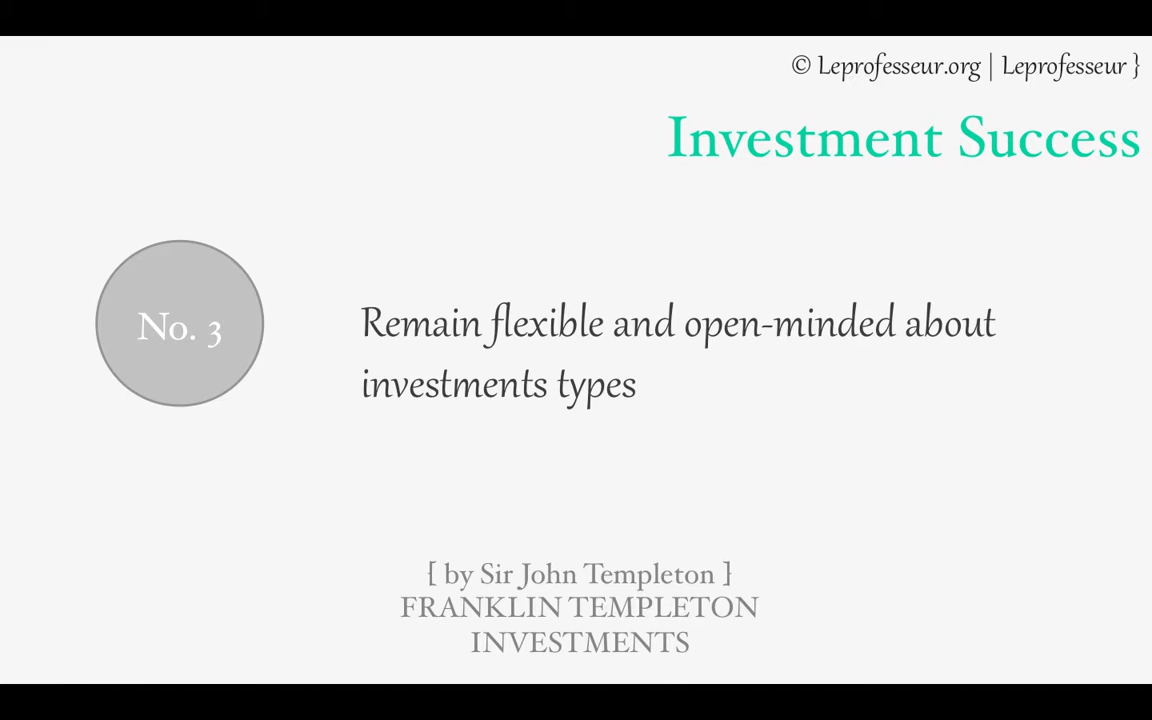 © Leprofesseur.org | Leprofesseur }
Investment Success
No. 3
Remain flexible and open-minded about
investments types
{ by Sir John Templeton }
FRANKLIN TEMPLETON
INVESTMENTS